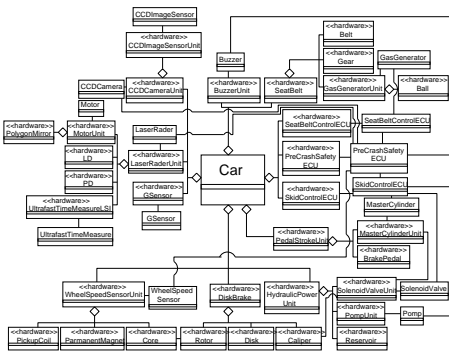 CCDImageSensor
<<hardware>>
CCDImageSensorUnit
CCDCamera
<<hardware>>
CCDCameraUnit
Buzzer
<<hardware>>
BuzzerUnit
<<hardware>>
SeatBelt
<<hardware>>
Belt
<<hardware>>
Gear
<<hardware>>
GasGeneratorUnit
GasGenerator
<<hardware>>
Ball
Motor
<<hardware>>
PolygonMirror
<<hardware>>
MotorUnit
<<hardware>>
LD
<<hardware>>
PD
<<hardware>>
UltrafastTimeMeasureLSI
UltrafastTimeMeasure
LaserRader
<<hardware>>
LaserRaderUnit
<<hardware>>
GSensor
GSensor
Car
<<hardware>>
SeatBeltControlECU
SeatBeltControlECU
<<hardware>>
PreCrashSafety
ECU
PreCrashSafety
ECU
<<hardware>>
SkidControlECU
SkidControlECU
MasterCylinder
<<hardware>>
PedalStrokeUnit
<<hardware>>
MasterCylinderUnit
<<hardware>>
BrakePedal
<<hardware>>
WheelSpeedSensorUnit
WheelSpeed
Sensor
<<hardware>>
DiskBrake
<<hardware>>
HydraulicPower
Unit
<<hardware>>
SolenoidValveUnit
SolenoidValve
<<hardware>>
PompUnit
Pomp
<<hardware>>
Reservoir
<<hardware>>
PickupCoil
<<hardware>>
ParmanentMagnet
<<hardware>>
Core
<<hardware>>
Rotor
<<hardware>>
Disk
<<hardware>>
Caliper